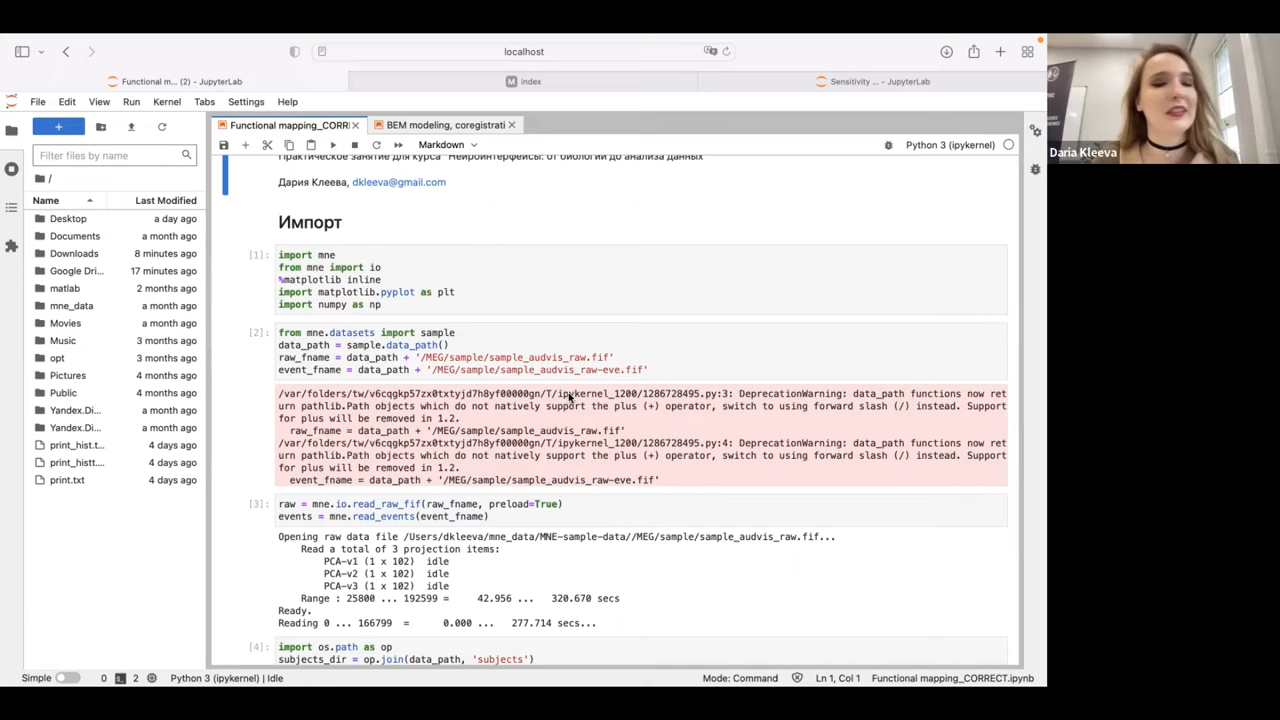 localhost
Functional m... (2) - JupyterLab
index
Sensitivity ... - JupyterLab
File Edit View Run Kernel Tabs Settings Help
Functional mapping_CORRI
BEM modeling, coregistrati
Filter files by name
Markdown
Python 3 (ipykernel)
/
Name Last Modified
Desktop a day ago
Documents a month ago
Downloads 8 minutes ago
Google Dri... 17 minutes ago
matlab 2 months ago
mne_data a month ago
Movies a month ago
Music 3 months ago
opt a month ago
Pictures 4 months ago
Public 4 months ago
Yandex.Di... a month ago
Yandex.Di... a month ago
print_hist.t... 4 days ago
print_histt.... 4 days ago
print.txt 4 days ago
Практическое занятие для курса "Нейроинтерфейсы: от биологии до анализа данных"
Дария Клеева, dkleeva@gmail.com
Импорт
[1]: import mne
from mne import io
%matplotlib inline
import matplotlib.pyplot as plt
import numpy as np
[2]: from mne.datasets import sample
data_path = sample.data_path()
raw_fname = data_path + '/MEG/sample/sample_audvis_raw.fif'
event_fname = data_path + '/MEG/sample/sample_audvis_raw-eve.fif'
/var/folders/tw/v6cqgkp57zx0txtyjd7h8yf00000gn/T/ipykernel_1200/1286728495.py:3: DeprecationWarning: data_path functions now ret
urn pathlib.Path objects which do not natively support the plus (+) operator, switch to using forward slash (/) instead. Support
for plus will be removed in 1.2.
raw_fname = data_path + '/MEG/sample/sample_audvis_raw.fif'
/var/folders/tw/v6cqgkp57zx0txtyjd7h8yf00000gn/T/ipykernel_1200/1286728495.py:4: DeprecationWarning: data_path functions now ret
urn pathlib.Path objects which do not natively support the plus (+) operator, switch to using forward slash (/) instead. Support
for plus will be removed in 1.2.
event_fname = data_path + '/MEG/sample/sample_audvis_raw-eve.fif'
[3]: raw = mne.io.read_raw_fif(raw_fname, preload=True)
events = mne.read_events(event_fname)
Opening raw data file /Users/dkleeva/mne_data/MNE-sample-data//MEG/sample/sample_audvis_raw.fif...
Read a total of 3 projection items:
PCA-v1 (1 x 102) idle
PCA-v2 (1 x 102) idle
PCA-v3 (1 x 102) idle
Range : 25800 ... 192599 = 42.956 ... 320.670 secs
Ready.
Reading 0 ... 166799 = 0.000 ... 277.714 secs...
[4]: import os.path as op
subjects_dir = op.join(data_path, 'subjects')
Simple 0 2 Python 3 (ipykernel) | Idle
Mode: Command Ln 1, Col 1 Functional mapping_CORRECT.ipynb
Daria Kleeva